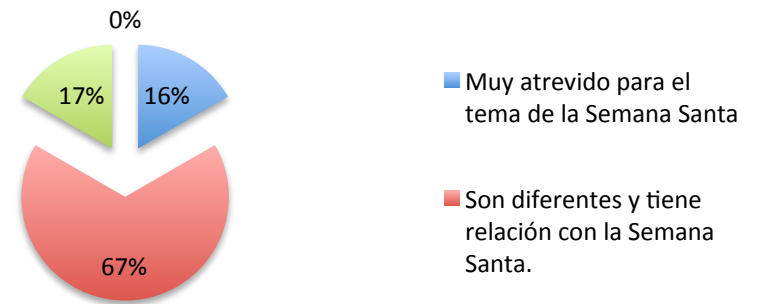 0%
17%
16%
67%
Muy atrevido para el
tema de la Semana Santa
Son diferentes y tiene
relación con la Semana
Santa.